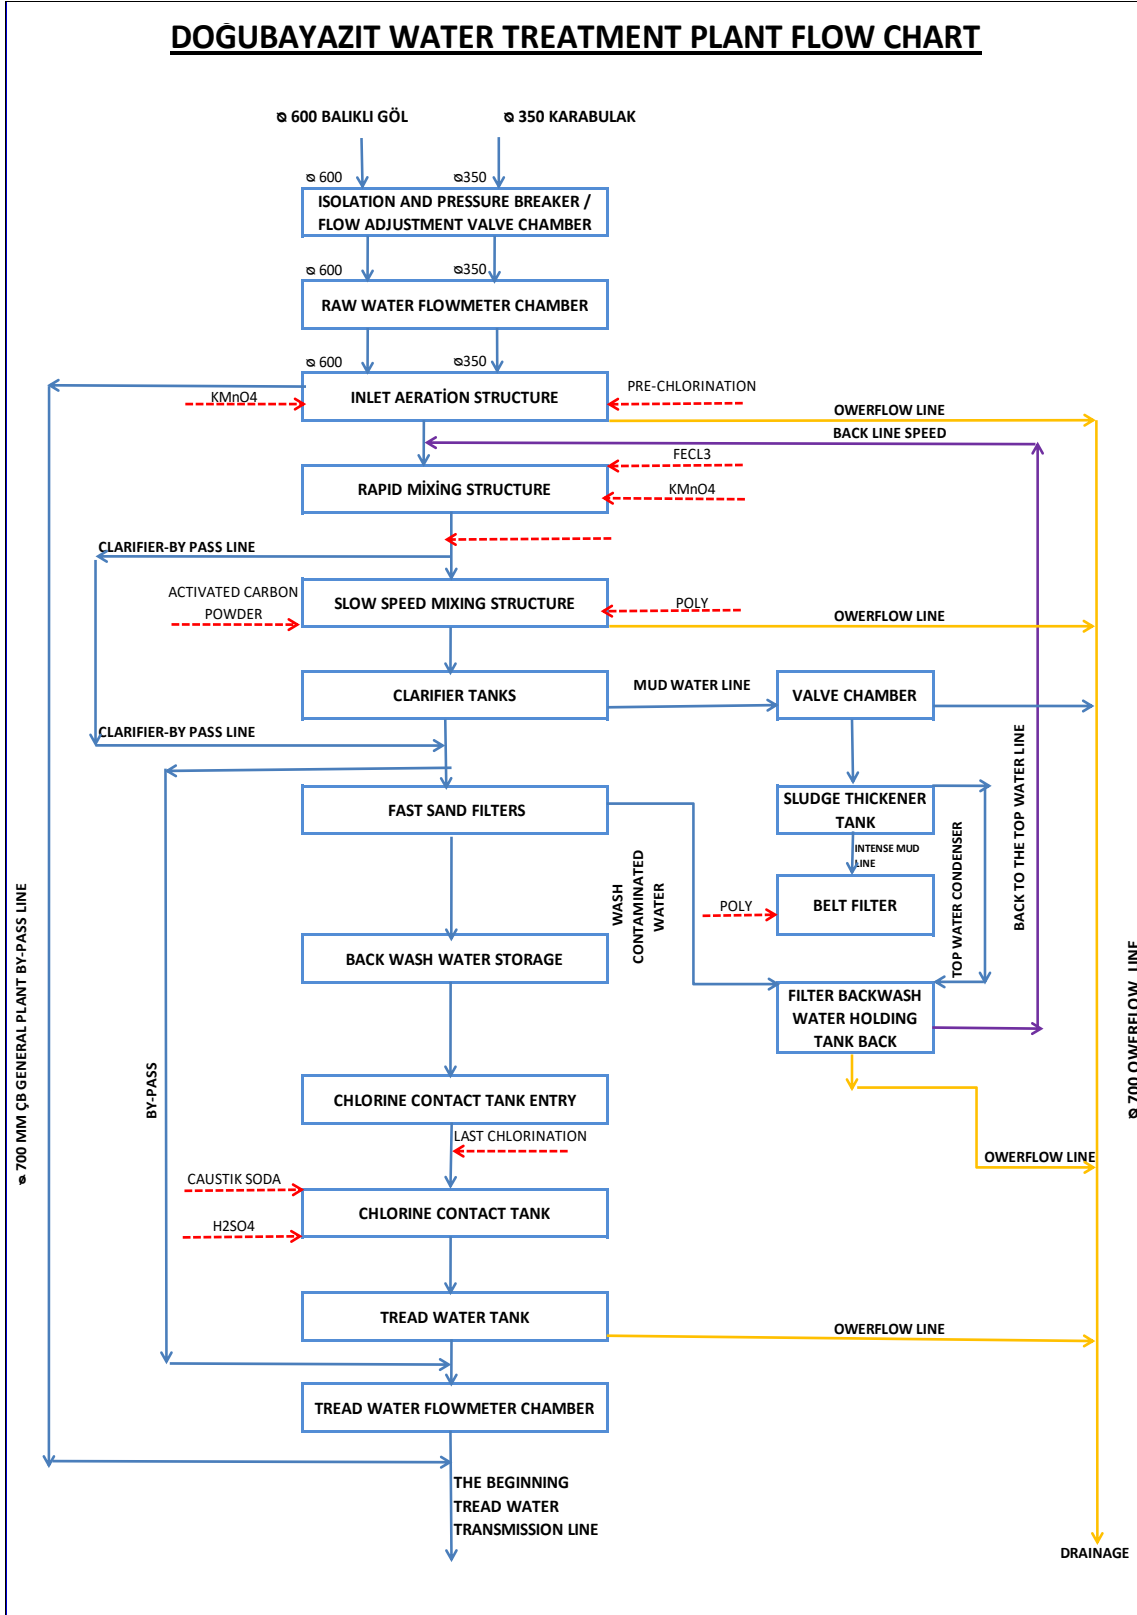 DOĞUBAYAZIT WATER TREATMENT PLANT FLOW CHART
ᴓ 600 BALIKLI GÖL
ᴓ 350 KARABULAK
ᴓ 600
ᴓ350
ISOLATION AND PRESSURE BREAKER /
FLOW ADJUSTMENT VALVE CHAMBER
ᴓ 600
ᴓ350
RAW WATER FLOWMETER CHAMBER
ᴓ 600
ᴓ350
INLET AERATİON STRUCTURE
KMnO4
PRE-CHLORINATION
OWERFLOW LINE
BACK LINE SPEED
FECL3
RAPID MİXİNG STRUCTURE
KMnO4
CLARIFIER-BY PASS LINE
ACTIVATED CARBON
POWDER
SLOW SPEED MIXING STRUCTURE
POLY
OWERFLOW LINE
CLARIFIER TANKS
MUD WATER LINE
VALVE CHAMBER
CLARIFIER-BY PASS LINE
FAST SAND FILTERS
SLUDGE THICKENER
TANK
INTENSE MUD
LINE
WASH
CONTAMINATED
WATER
POLY
BELT FILTER
TOP WATER CONDENSER
BACK TO THE TOP WATER LINE
BACK WASH WATER STORAGE
FILTER BACKWASH
WATER HOLDING
TANK BACK
ᴓ 700 MM ÇB GENERAL PLANT BY-PASS LINE
BY-PASS
ᴓ 700 OWERFLOW LINE
CHLORINE CONTACT TANK ENTRY
LAST CHLORINATION
OWERFLOW LINE
CAUSTIK SODA
CHLORINE CONTACT TANK
H2SO4
TREAD WATER TANK
OWERFLOW LINE
TREAD WATER FLOWMETER CHAMBER
THE BEGINNING
TREAD WATER
TRANSMISSION LINE
DRAINAGE